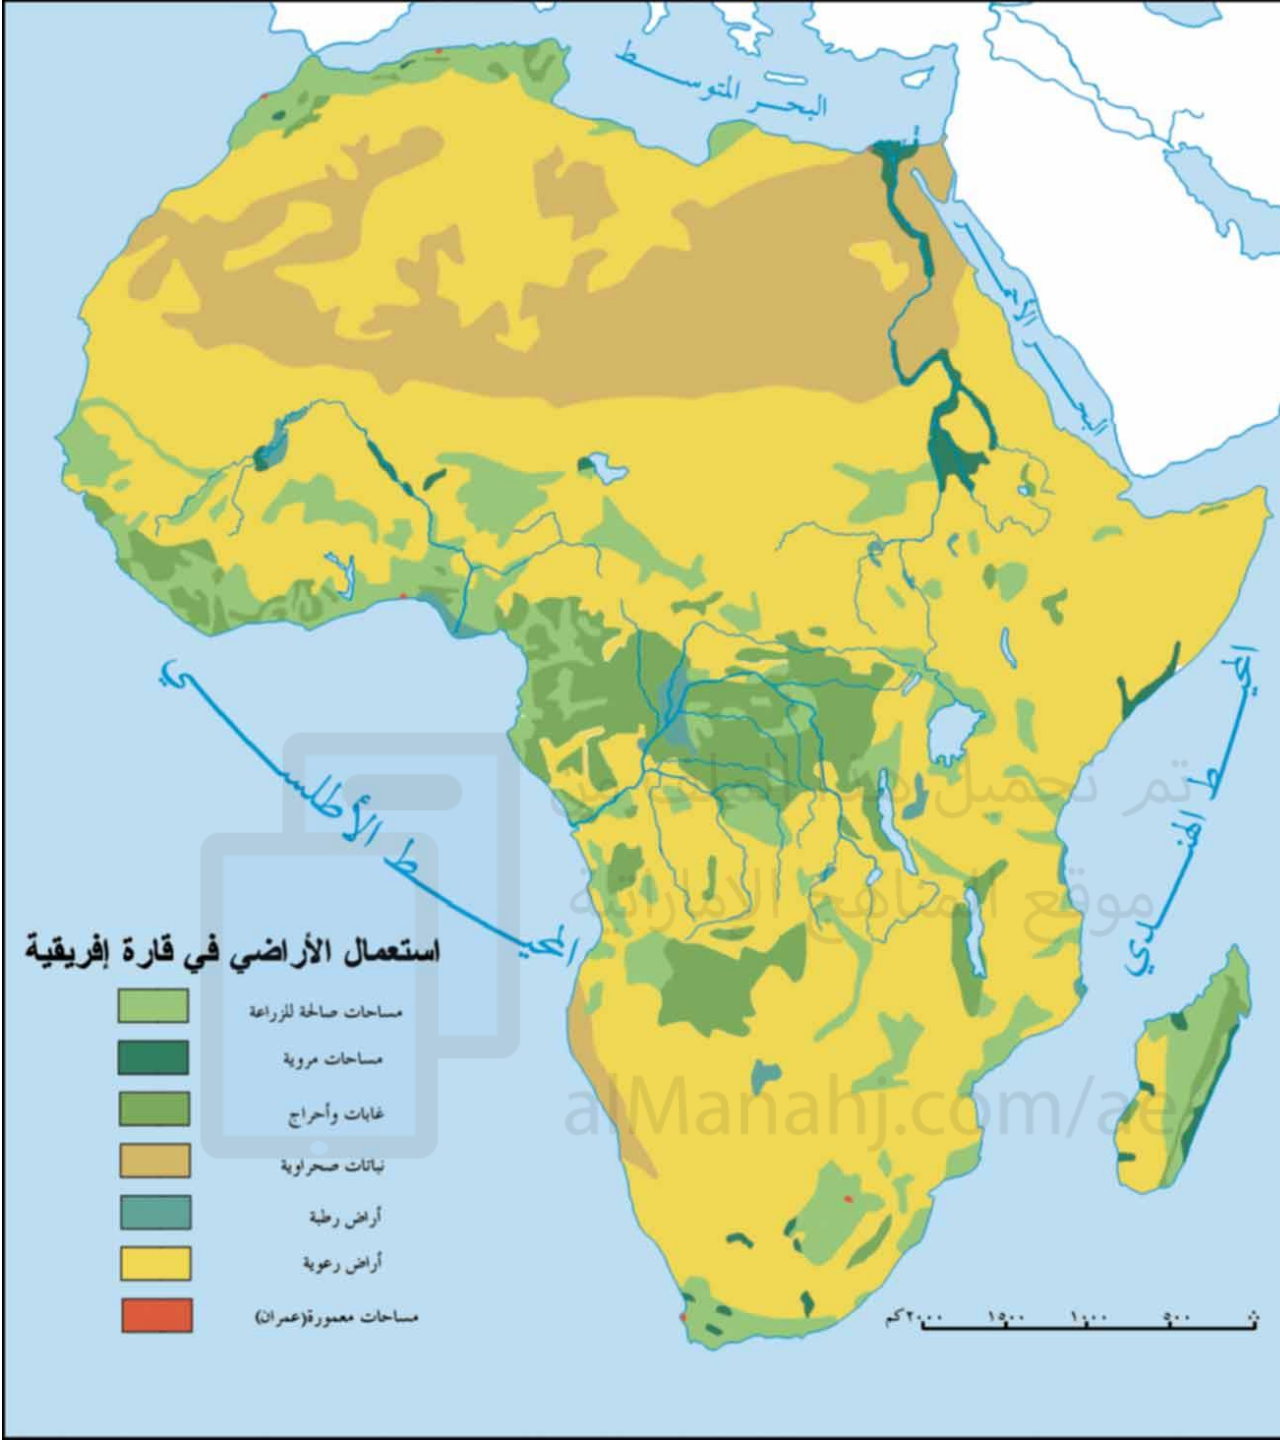 البحر المتوسط
البحر الأحمر
المحيط الأطلسي
المحيط الهندي
تم تحميل هذا الملف من
موقع المناهج الإماراتية
alManahj.com/ae
استعمال الأراضي في قارة إفريقية
مساحات صالحة للزراعة
مساحات مروية
غابات وأحراج
نباتات صحراوية
أراض رطبة
أراض رعوية
مساحات معمورة(عمران)
٢٠٠٠كم ١٥٠٠ ١٠٠٠ ٥٠٠ ٠